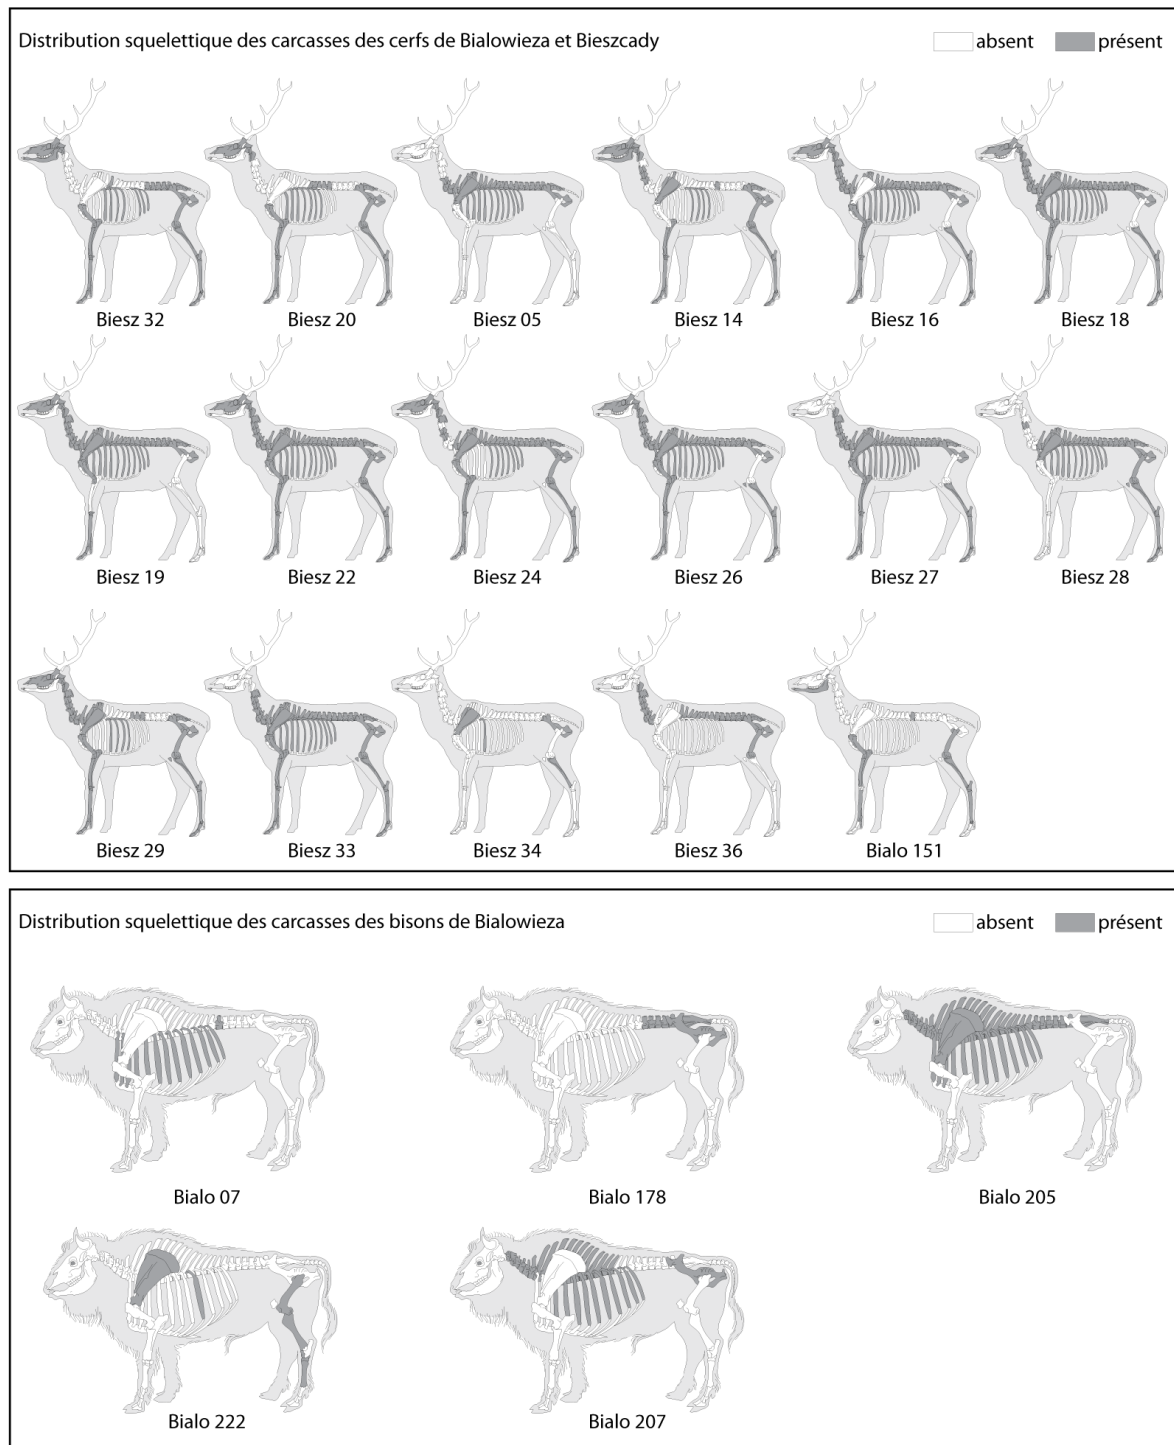 Distribution squelettique des carcasses des cerfs de Bialowieza et Bieszcady
absent présent
Biesz 32 Biesz 20 Biesz 05 Biesz 14 Biesz 16 Biesz 18
Biesz 19 Biesz 22 Biesz 24 Biesz 26 Biesz 27 Biesz 28
Biesz 29 Biesz 33 Biesz 34 Biesz 36 Bialo 151
Distribution squelettique des carcasses des bisons de Bialowieza
absent présent
Bialo 07 Bialo 178 Bialo 205
Bialo 222 Bialo 207